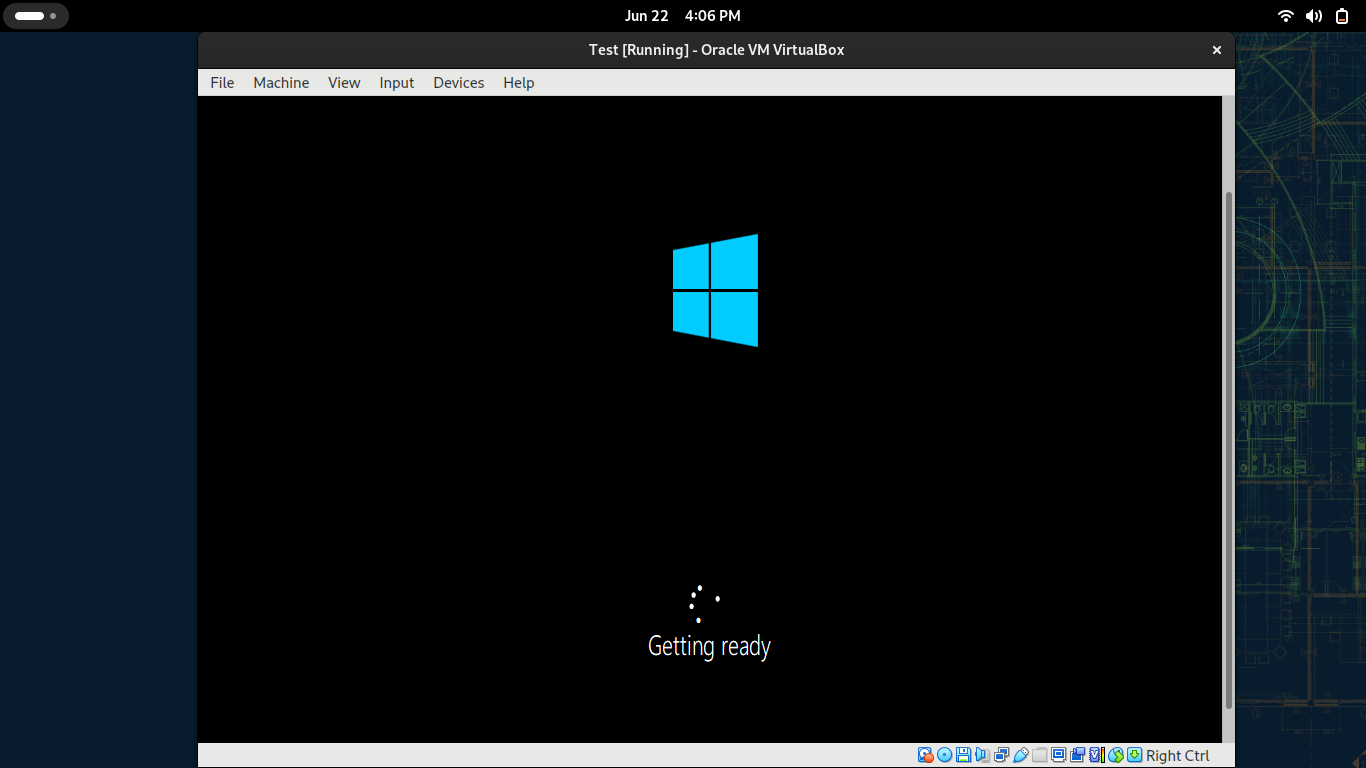 Jun 22 4:06 PM
Test [Running] - Oracle VM VirtualBox
File Machine View Input Devices Help
Getting ready
Right Ctrl